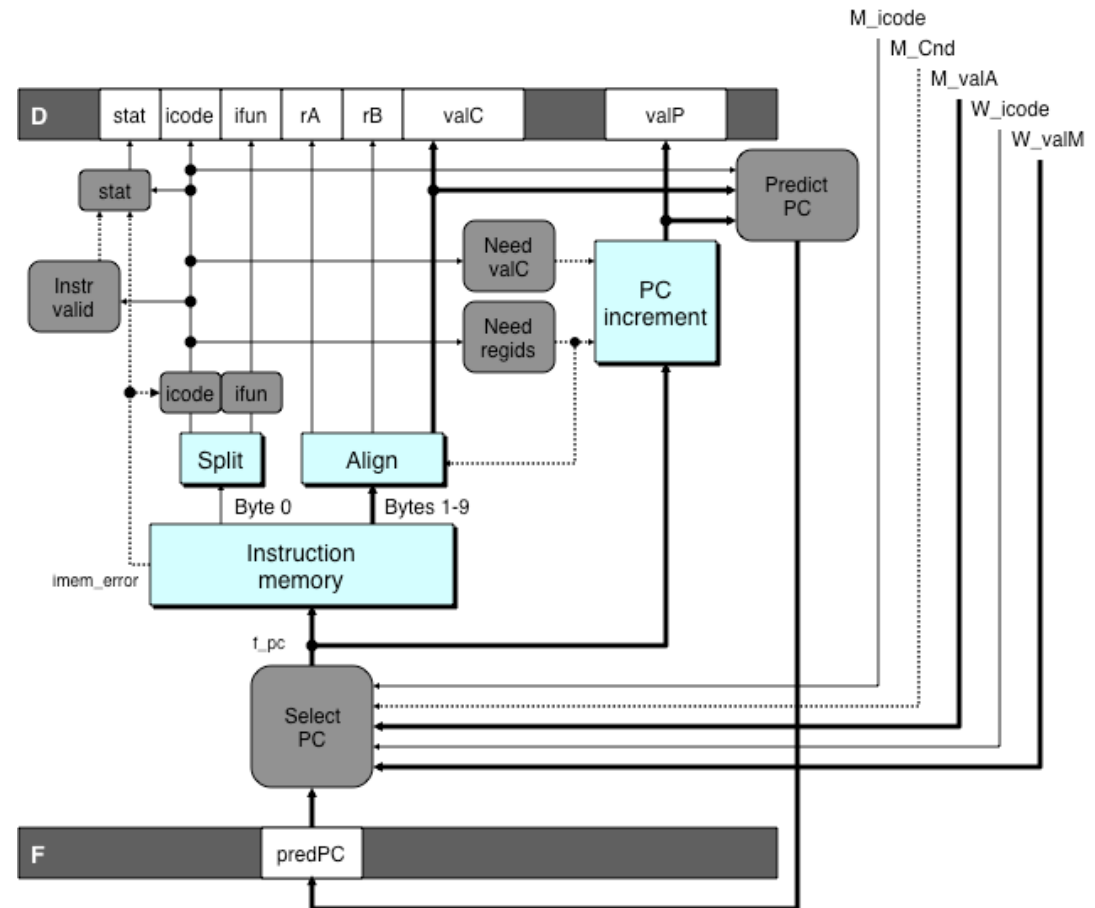 M_icode
M_Cnd
M_valA
W_icode
W_valM
D stat icode ifun rA rB valC valP
stat
Predict
PC
Need
valC
Instr
valid
PC
increment
Need
regids
icode ifun
Split
Align
Byte 0
Bytes 1-9
Instruction
memory
imem_error
f_pc
Select
PC
F predPC